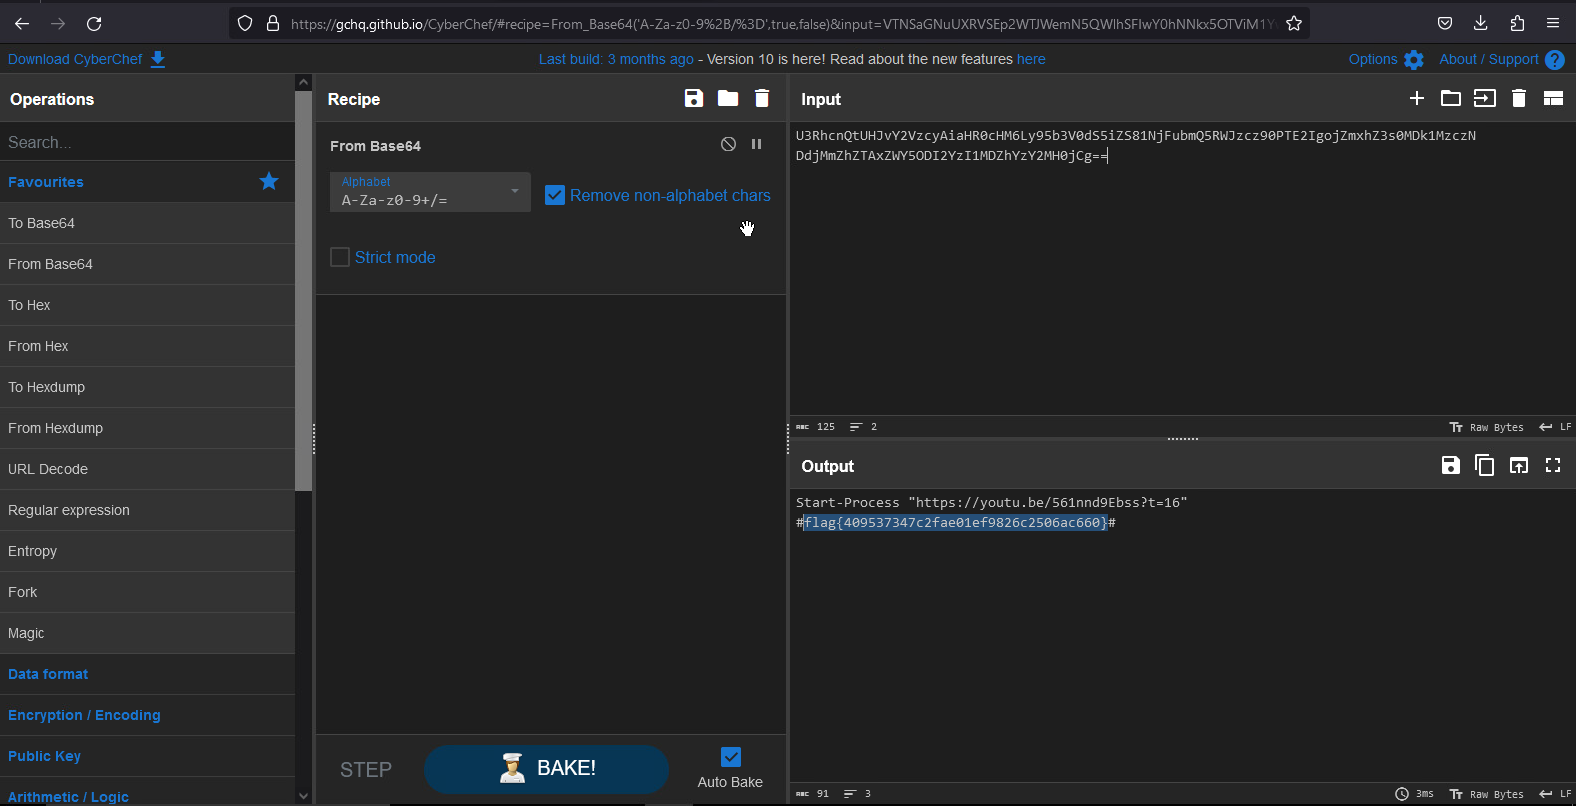 https://gchq.github.io/CyberChef/#recipe=From_Base64('A-Za-z0-9%2B/%3D',true,false)&input=VTNSaGNuUXRVSEp2WTJWemN5QWlhSFIwY0hNNkx5OTViM1Y
Download CyberChef
Last build: 3 months ago - Version 10 is here! Read about the new features here
Options
About / Support
Operations
Recipe
Input
Search...
Favourites
To Base64
From Base64
To Hex
From Hex
To Hexdump
From Hexdump
URL Decode
Regular expression
Entropy
Fork
Magic
Data format
Encryption / Encoding
Public Key
Arithmetic / Logic
From Base64
Alphabet
A-Za-z0-9+/=
Remove non-alphabet chars
Strict mode
STEP
BAKE!
Auto Bake
U3RhcnQtUHJvY2VzcyAiaHR0cHM6Ly95b3V0dS5iZS81NjFubmQ5RWJzcz90PTE2IgojZmxhZ3s0MDk1MzczN
DdjMmZhZTAxZWY5ODI2YzI1MDZhYzY2MH0jCg==
ABC 125 2
Raw Bytes LF
Output
Start-Process "https://youtu.be/561nnd9Ebss?t=16"
#flag{409537347c2fae01ef9826c2506ac660}#
ABC 91 3
3ms Raw Bytes LF